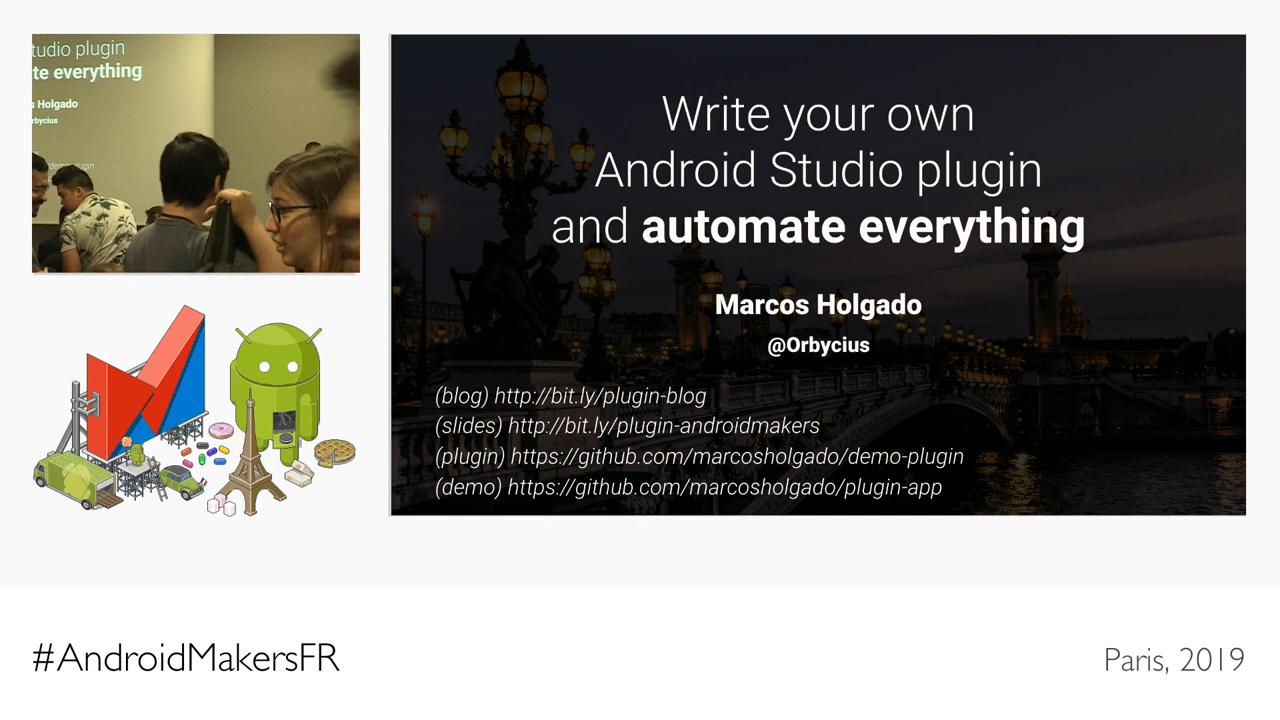 tudio plugin
te everything
s Holgado
rbycius
Write your own
Android Studio plugin
and automate everything
Marcos Holgado
@Orbycius
(blog) http://bit.ly/plugin-blog
(slides) http://bit.ly/plugin-androidmakers
(plugin) https://github.com/marcosholgado/demo-plugin
(demo) https://github.com/marcosholgado/plugin-app
#AndroidMakersFR
Paris, 2019